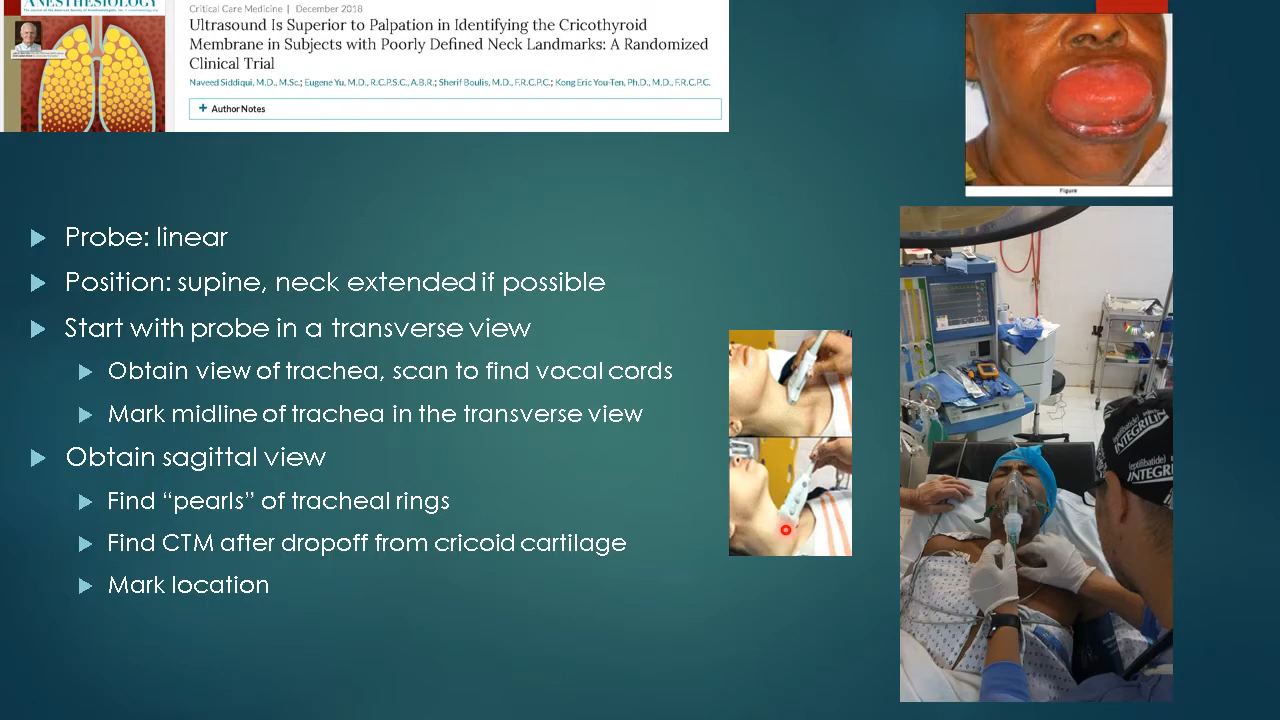 ANESTHESIOLOGY
Critical Care Medicine | December 2018
Ultrasound Is Superior to Palpation in Identifying the Cricothyroid
Membrane in Subjects with Poorly Defined Neck Landmarks: A Randomized
Clinical Trial
Naveed Siddiqui, M.D., M.Sc.; Eugene Yu, M.D., R.C.P.S.C., A.B.R.; Sherif Boulis, M.D., F.R.C.P.C.; Kong Eric You-Ten, Ph.D., M.D., F.R.C.P.C.
+ Author Notes
Figure
Probe: linear
Position: supine, neck extended if possible
Start with probe in a transverse view
Obtain view of trachea, scan to find vocal cords
Mark midline of trachea in the transverse view
Obtain sagittal view
Find “pearls” of tracheal rings
Find CTM after dropoff from cricoid cartilage
Mark location
(eptifibatide)
INTEGRILIN
(eptifibatide)
INTEGRI